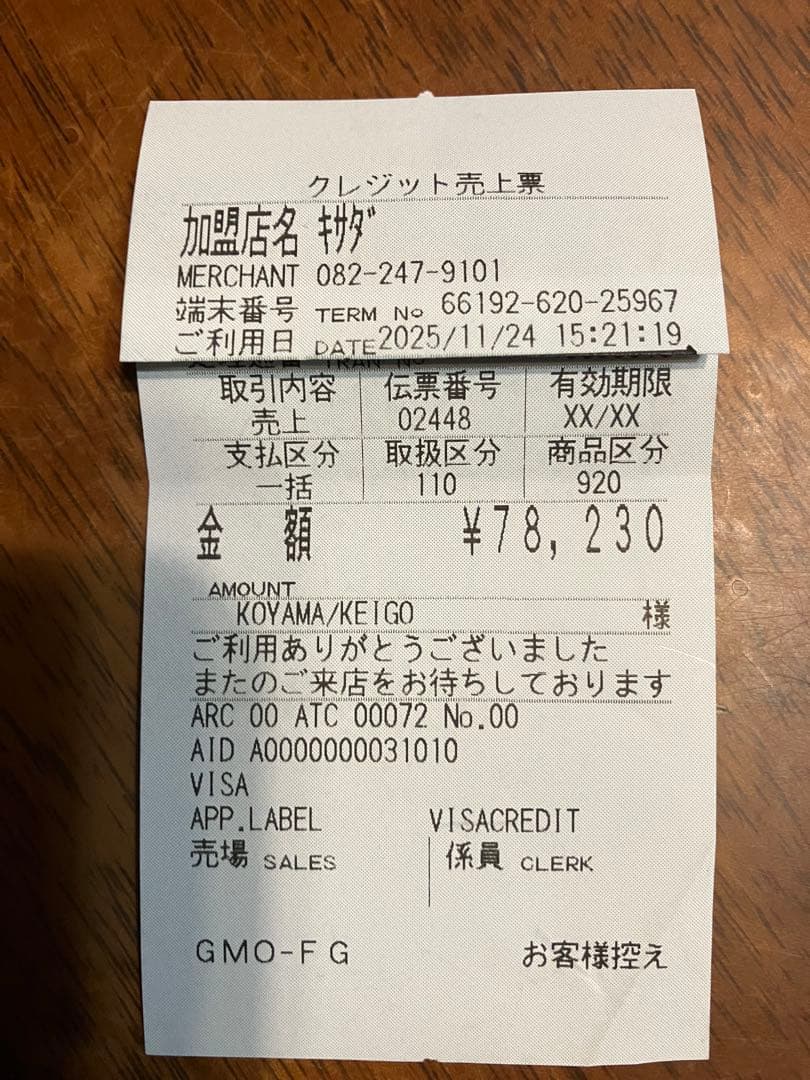 クレジット売上票
加盟店名 ｷｻﾀﾞ
MERCHANT 082-247-9101
端末番号 TERM No 66192-620-25967
ご利用日 DATE 2025/11/24 15:21:19
取引内容 伝票番号 有効期限
売上 02448 XX/XX
支払区分 取扱区分 商品区分
一括 110 920
金 額 ¥78,230
AMOUNT
KOYAMA/KEIGO 様
ご利用ありがとうございました
またのご来店をお待ちしております
ARC 00 ATC 00072 No.00
AID A0000000031010
VISA
APP.LABEL VISACREDIT
売場 SALES 係員 CLERK
GMO-FG お客様控え